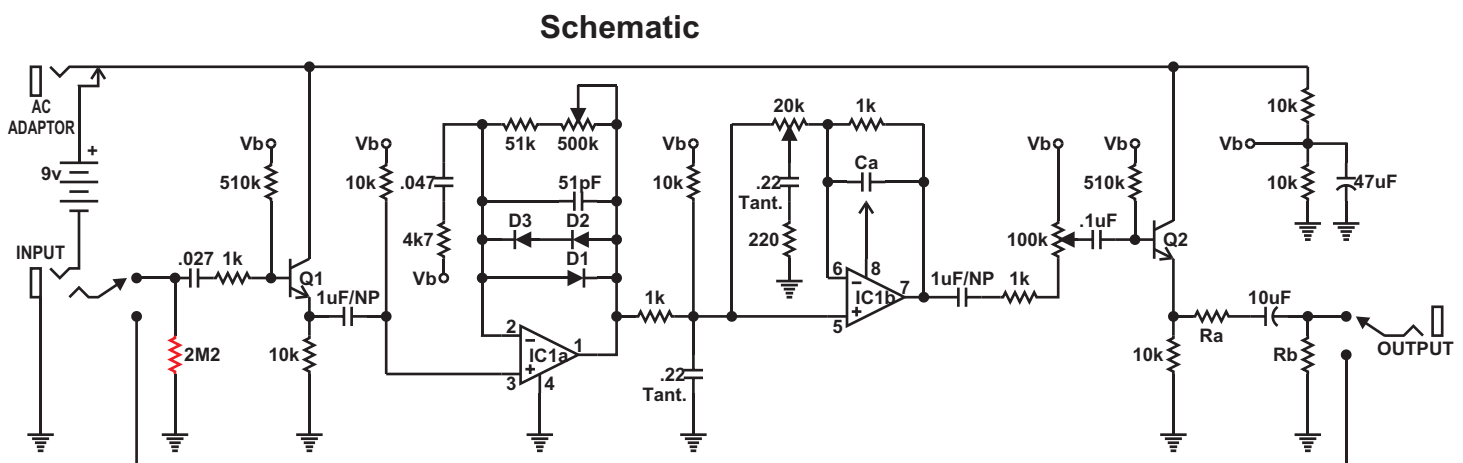 Schematic
AC
ADAPTOR
9v
+
INPUT
.027
1k
2M2
Vb
510k
Q1
10k
1uF/NP
Vb
10k
.047
4k7
Vb
51k
500k
51pF
D3
D2
D1
2
3
−
+
IC1a
1
4
1k
Vb
10k
.22
Tant.
20k
1k
.22
Tant.
220
Ca
6
8
5
−
+
IC1b
7
1uF/NP
1k
Vb
100k
.1uF
Vb
510k
Q2
10k
Ra
10uF
Rb
OUTPUT
10k
Vb
10k
47uF